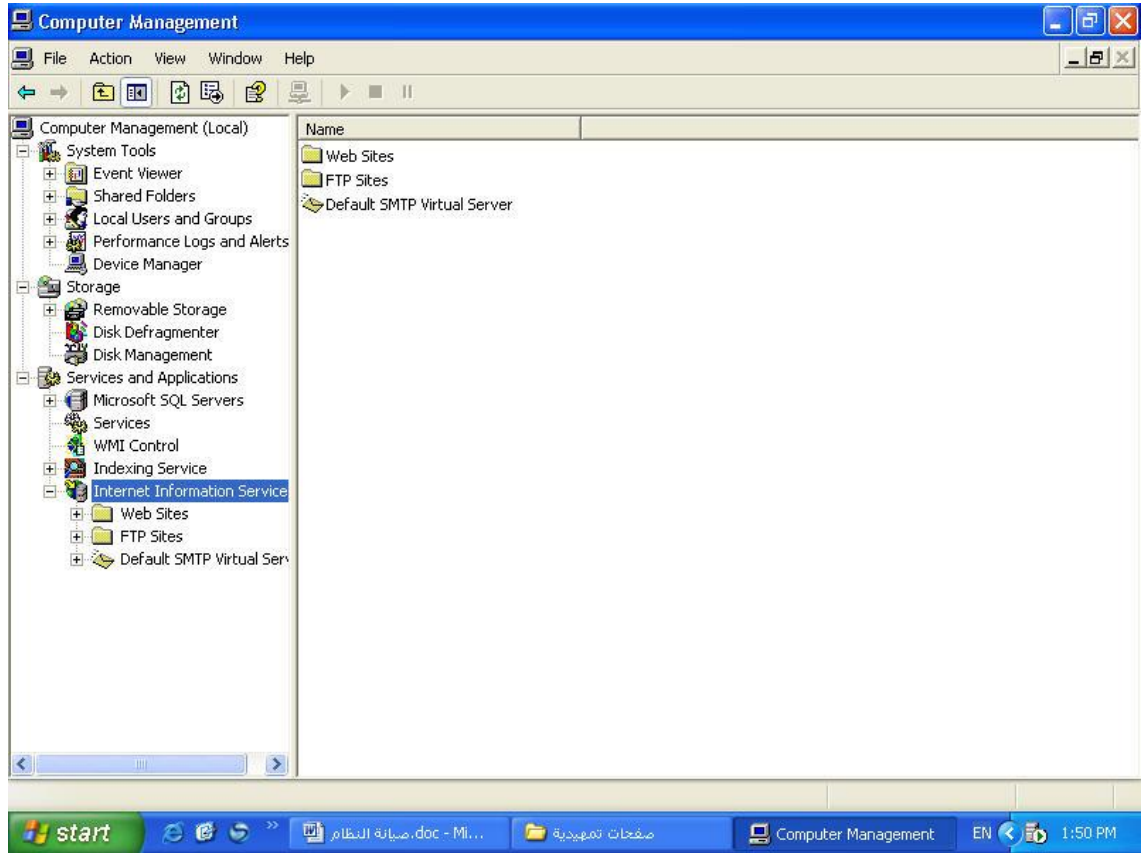 Computer Management
File Action View Window Help
Computer Management (Local)
System Tools
Event Viewer
Shared Folders
Local Users and Groups
Performance Logs and Alerts
Device Manager
Storage
Removable Storage
Disk Defragmenter
Disk Management
Services and Applications
Microsoft SQL Servers
Services
WMI Control
Indexing Service
Internet Information Service
Web Sites
FTP Sites
Default SMTP Virtual Serv
Name
Web Sites
FTP Sites
Default SMTP Virtual Server
start
صيانة النظام.doc - Mi...
صفحات تمهيدية
Computer Management
EN
1:50 PM